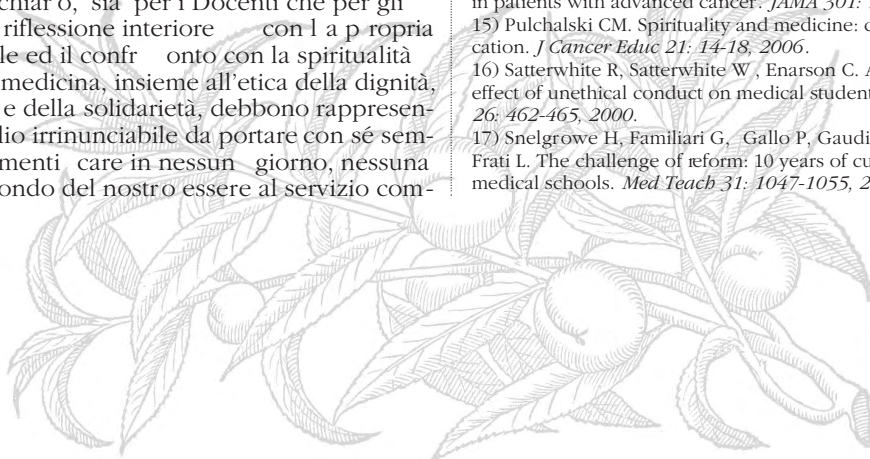 chiar o, sia per i Docenti che per gli
riflessione interiore con l a p ropria
le ed il confr onto con la spiritualità
medicina, insieme all'etica della dignità,
e della solidarietà, debbono rappresen-
lio irrinunciabile da portare con sé sem-
menti care in nessun giorno, nessuna
ondo del nostro essere al servizio com-
in patients with advanced cancer. JAMA 301:
15) Pulchalski CM. Spirituality and medicine:
cation. J Cancer Educ 21: 14-18, 2006.
16) Satterwhite R, Satterwhite W , Enarson C. A
effect of unethical conduct on medical student
26: 462-465, 2000.
17) Snelgrowe H, Familiari G, Gallo P, Gaudi
Frati L. The challenge of reform: 10 years of cu
medical schools. Med Teach 31: 1047-1055, 2